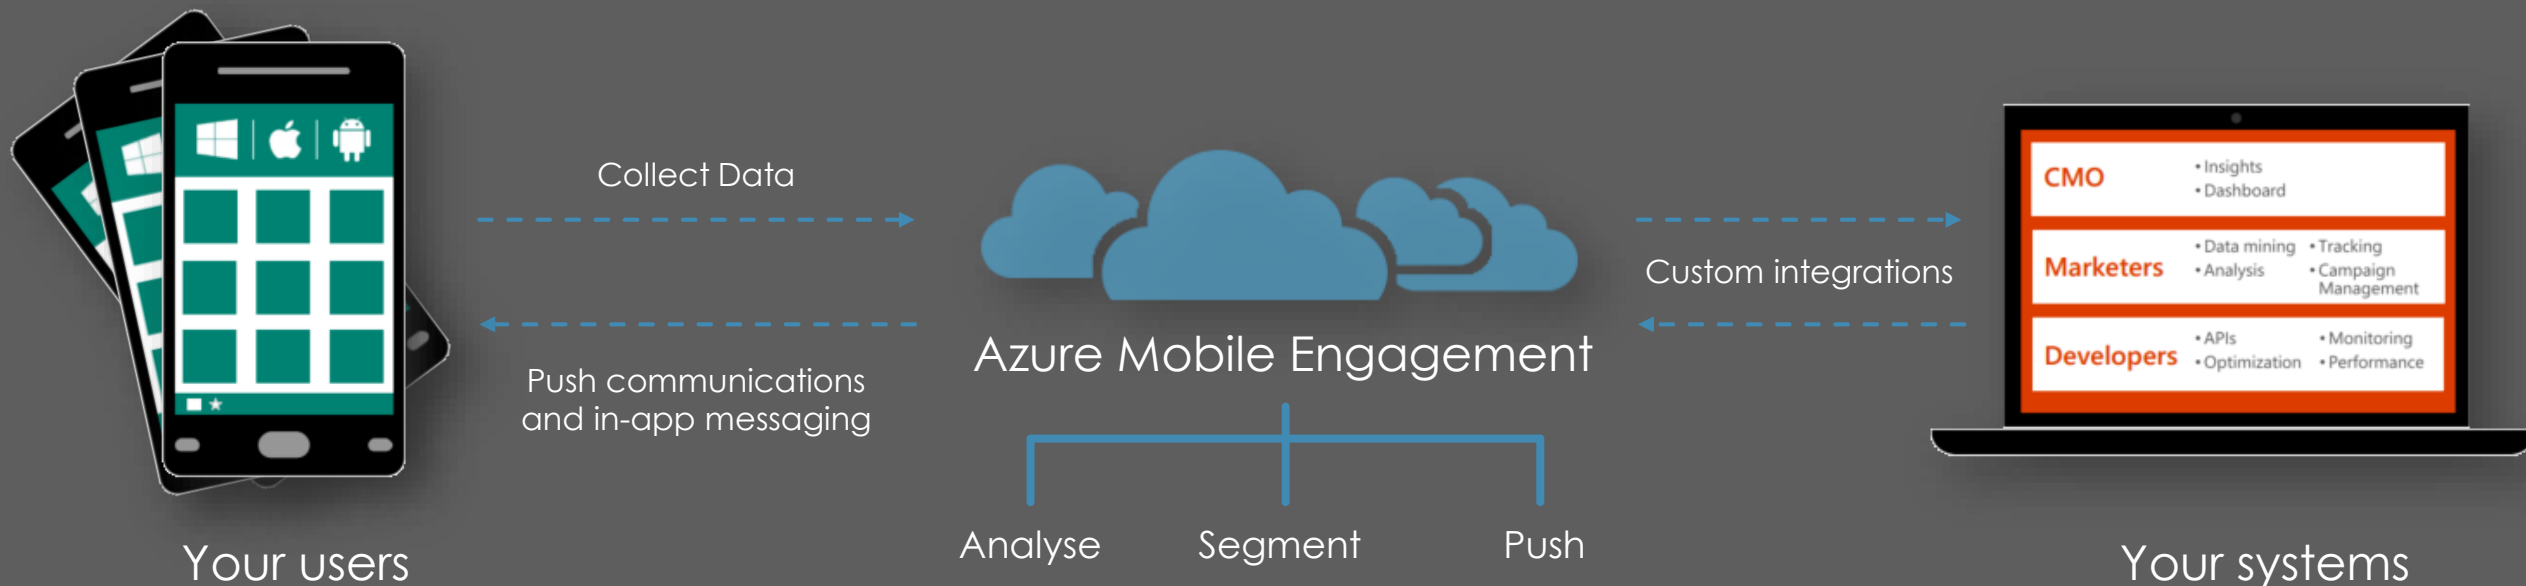 Collect Data
Push communications
and in-app messaging
Your users
Azure Mobile Engagement
Analyse
Segment
Push
Custom integrations
CMO
• Insights
• Dashboard
Marketers
• Data mining
• Analysis
• Tracking
• Campaign
Management
Developers
• APIs
• Optimization
• Monitoring
• Performance
Your systems